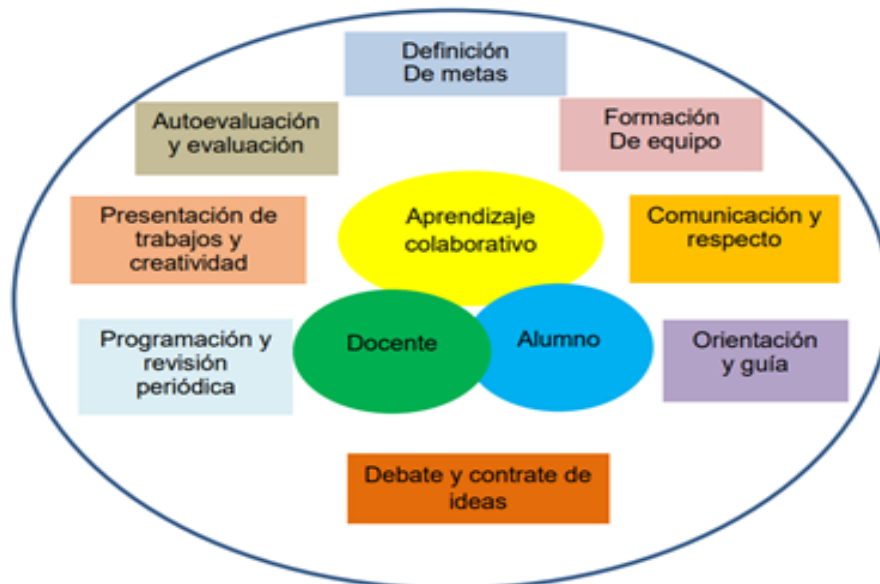 Definición
De metas
Autoevaluación
y evaluación
Formación
De equipo
Presentación de
trabajos y
creatividad
Aprendizaje
colaborativo
Comunicación y
respecto
Programación y
revisión
periódica
Docente
Alumno
Orientación
y guía
Debate y contrate de
ideas